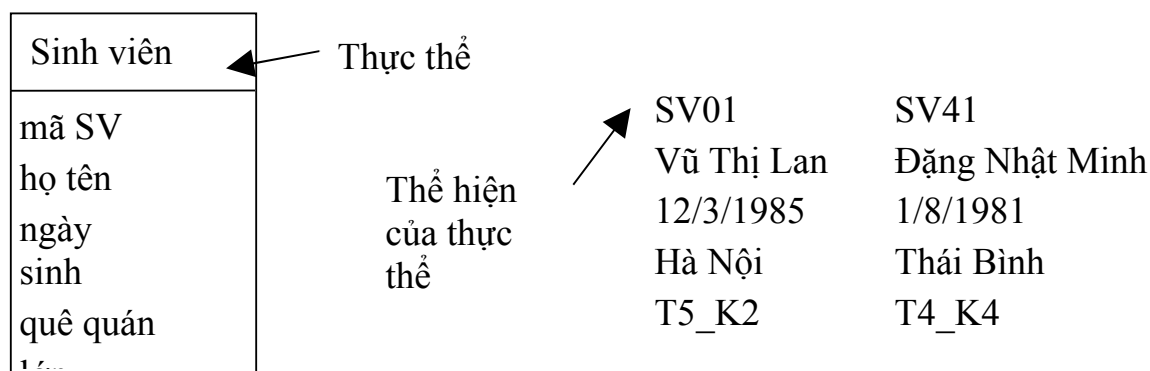 Sinh viên
Thực thể
mã SV
họ tên
ngày
sinh
quê quán
Thể hiện
của thực
thể
SV01 SV41
Vũ Thị Lan Đặng Nhật Minh
12/3/1985 1/8/1981
Hà Nội Thái Bình
T5_K2 T4_K4